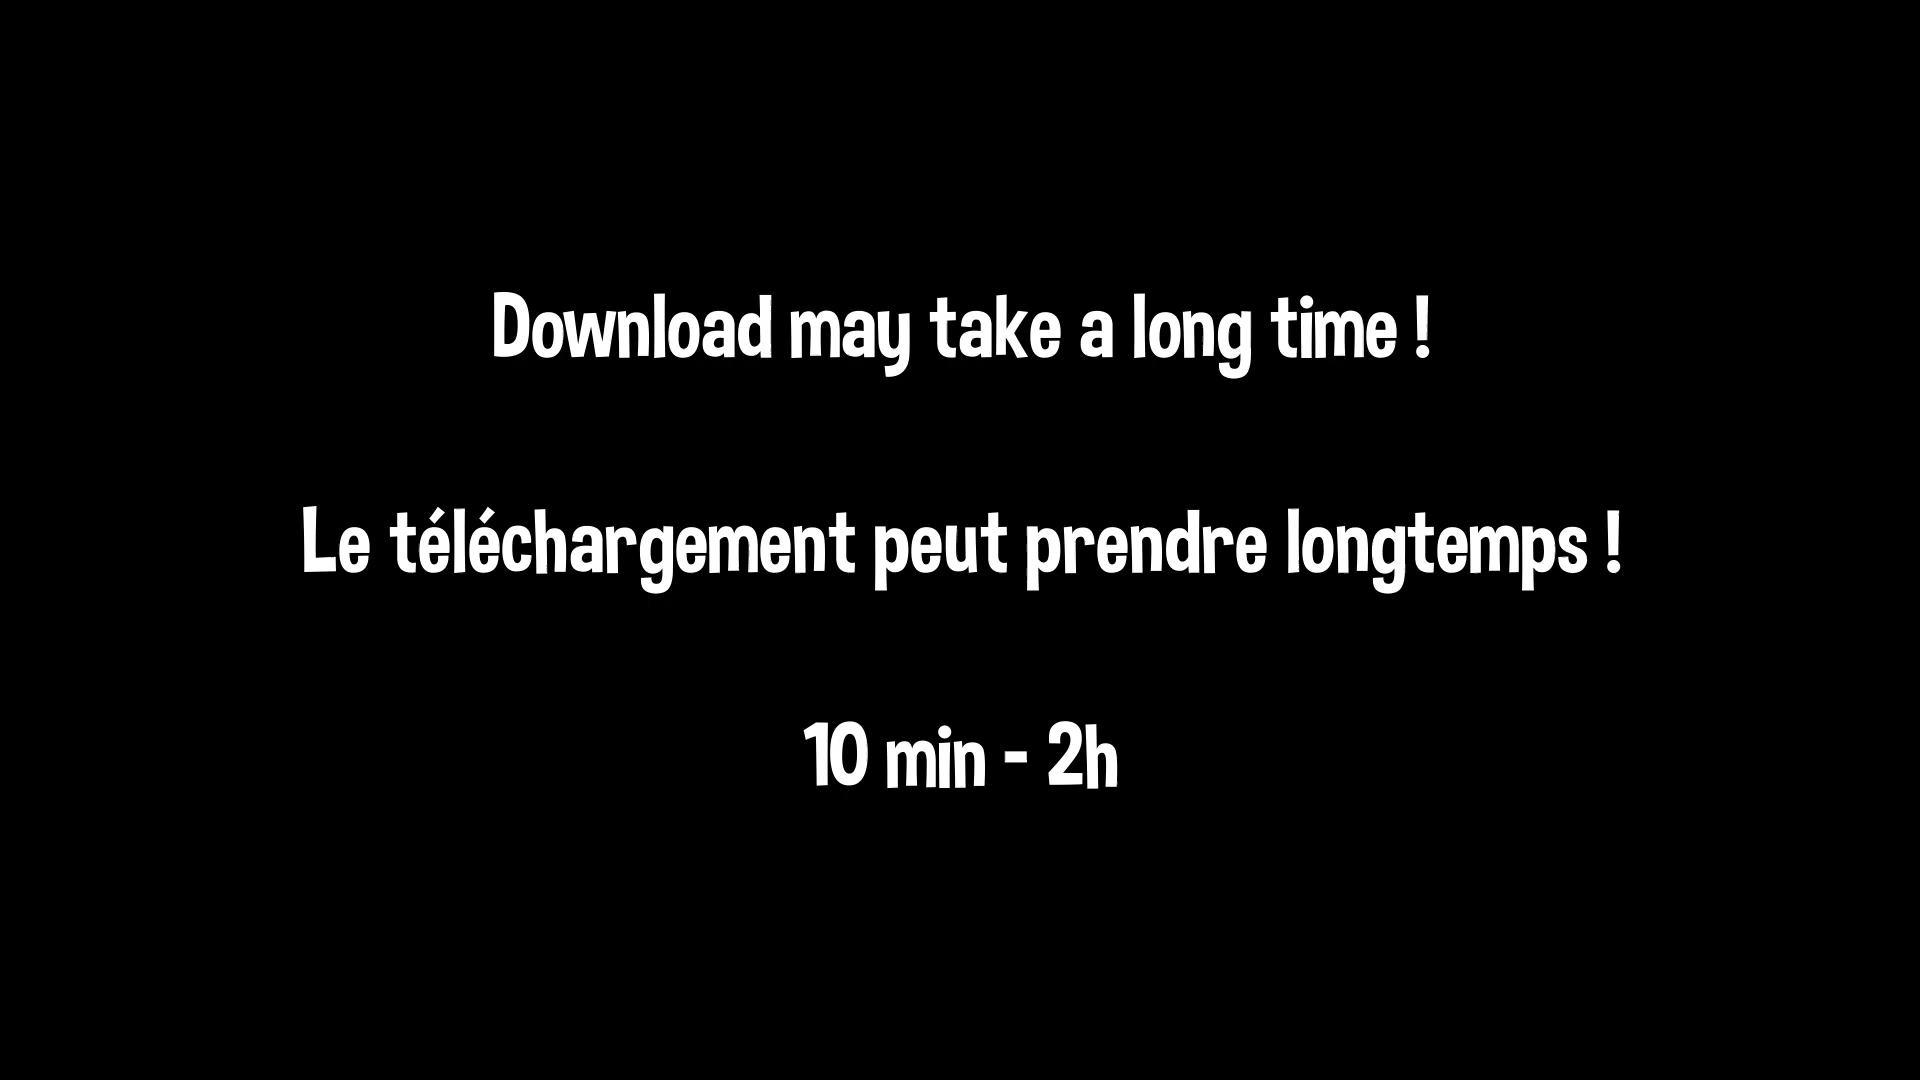 Download may take a long time !
Le téléchargement peut prendre longtemps !
10 min - 2h